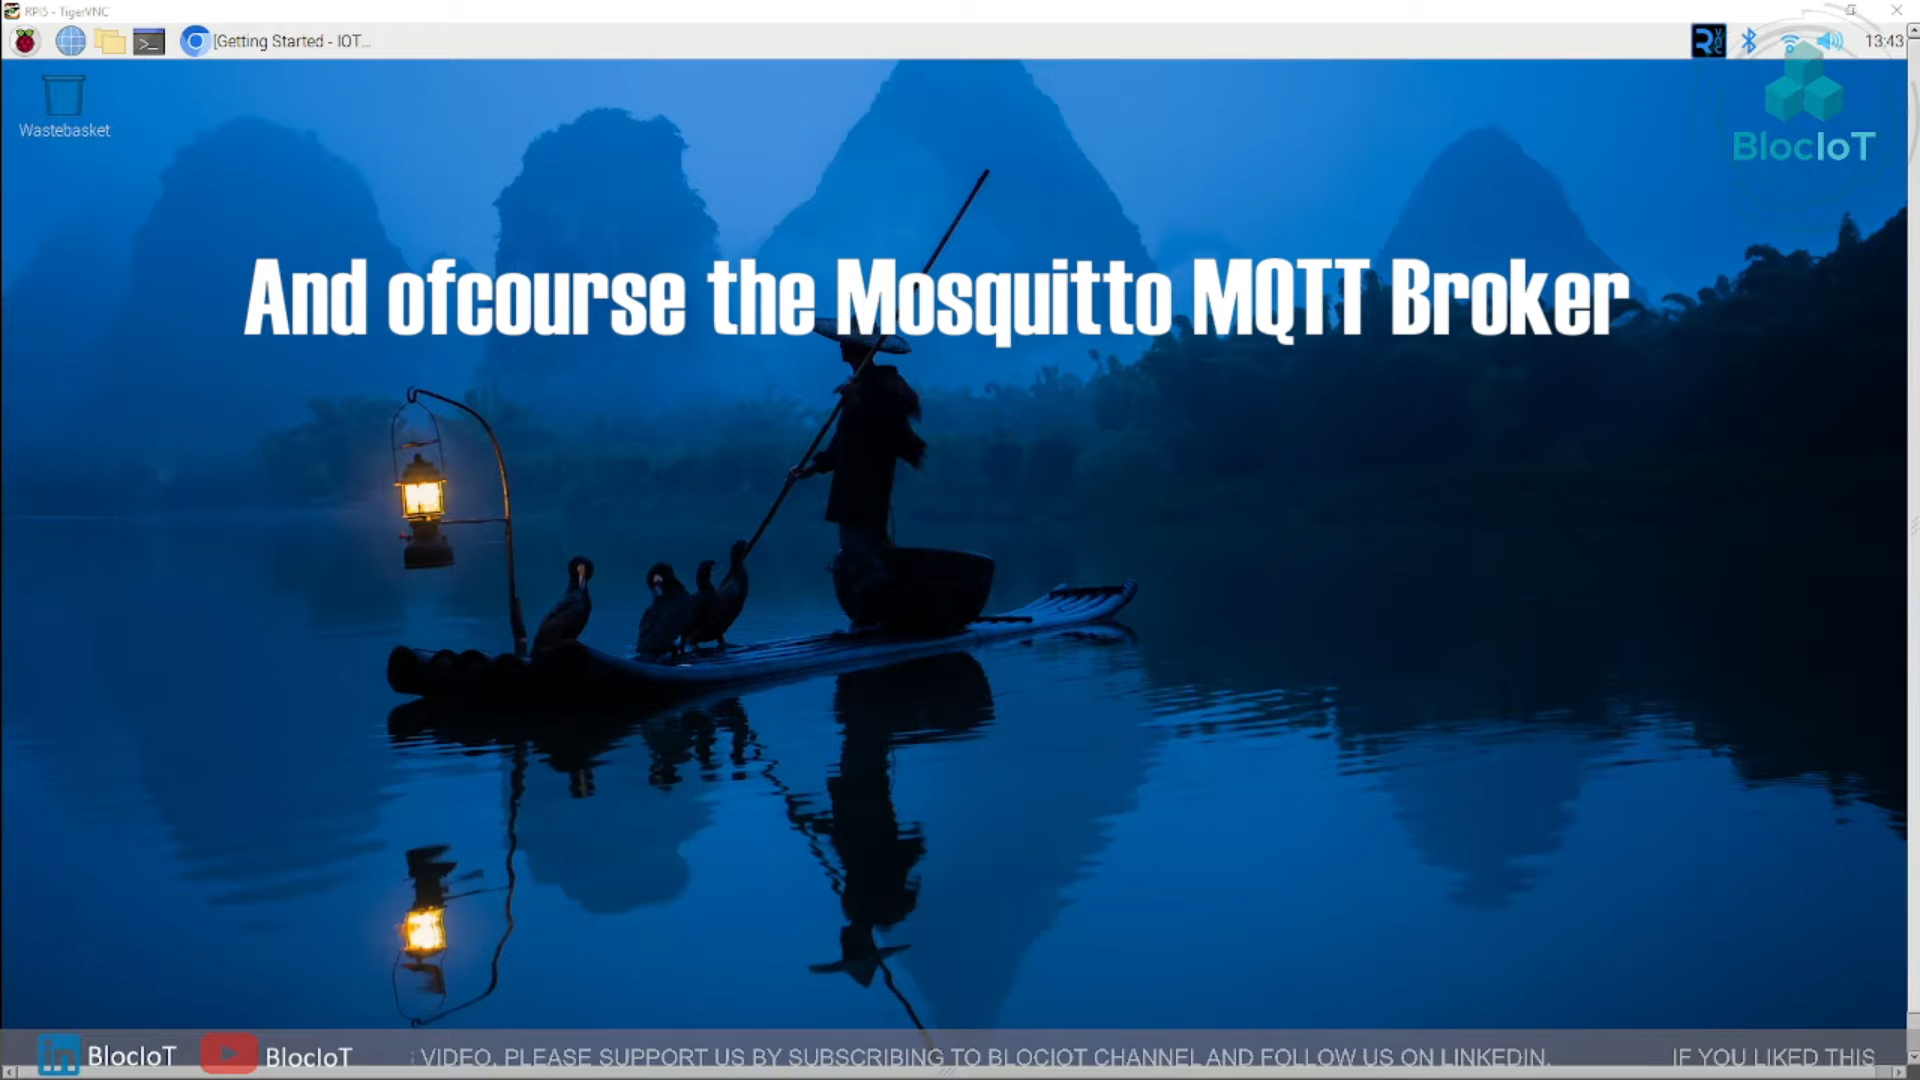 RPI5 - TigerVNC
[Getting Started - IOT...
13:43
Wastebasket
BlocIoT
And ofcourse the Mosquitto MQTT Broker
in BlocIoT BlocIoT VIDEO, PLEASE SUPPORT US BY SUBSCRIBING TO BLOCIOT CHANNEL AND FOLLOW US ON LINKEDIN. IF YOU LIKED THIS